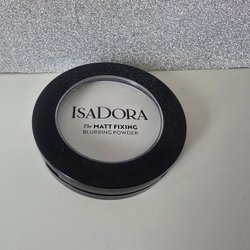 ISADORA
The MATT FIXING
BLURRING POWDER